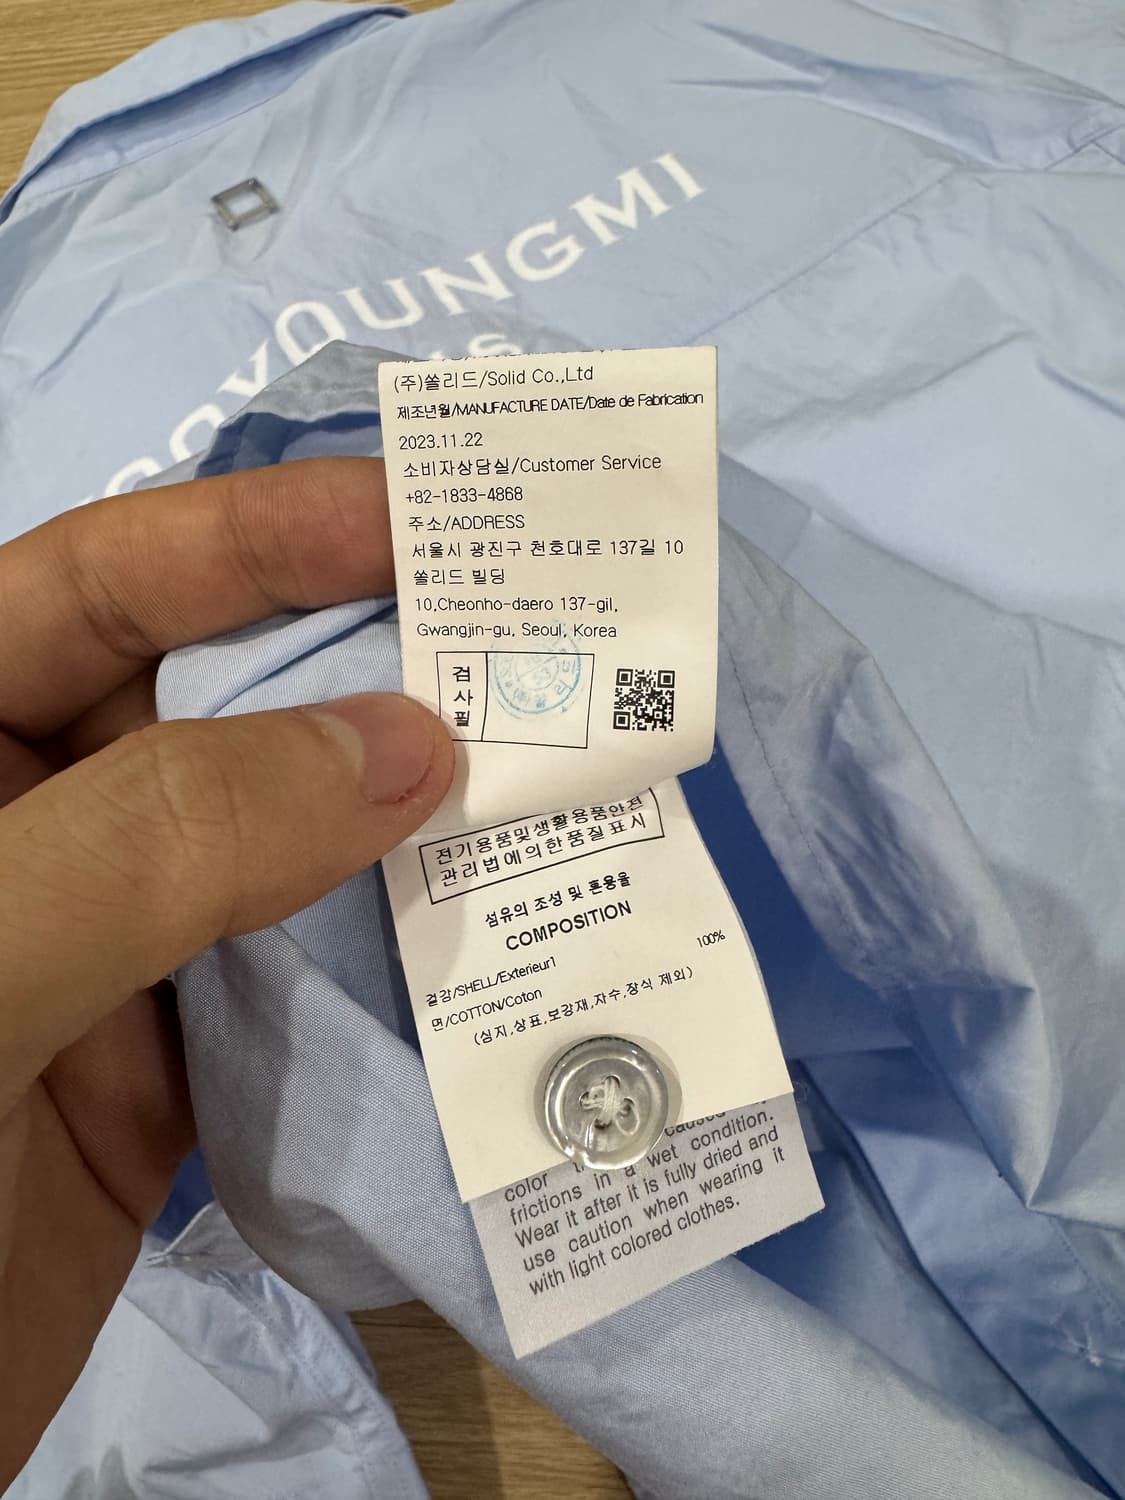 OOYOUNGMI
(주)쏠리드/Solid Co.,Ltd
제조년월/MANUFACTURE DATE/Date de Fabrication
2023.11.22
소비자상담실/Customer Service
+82-1833-4868
주소/ADDRESS
서울시 광진구 천호대로 137길 10
쏠리드 빌딩
10,Cheonho-daero 137-gil,
Gwangjin-gu, Seoul, Korea
검사필
전기용품및생활용품안전
관리법에의한품질표시
섬유의 조성 및 혼용율
COMPOSITION
겉감/SHELL/Exterieur1
100%
면/COTTON/Coton
(심지,상표,보강재,자수,장식 제외)
color
frictions in a wet condition.
Wear it after it is fully dried and
use caution when wearing it
with light colored clothes.